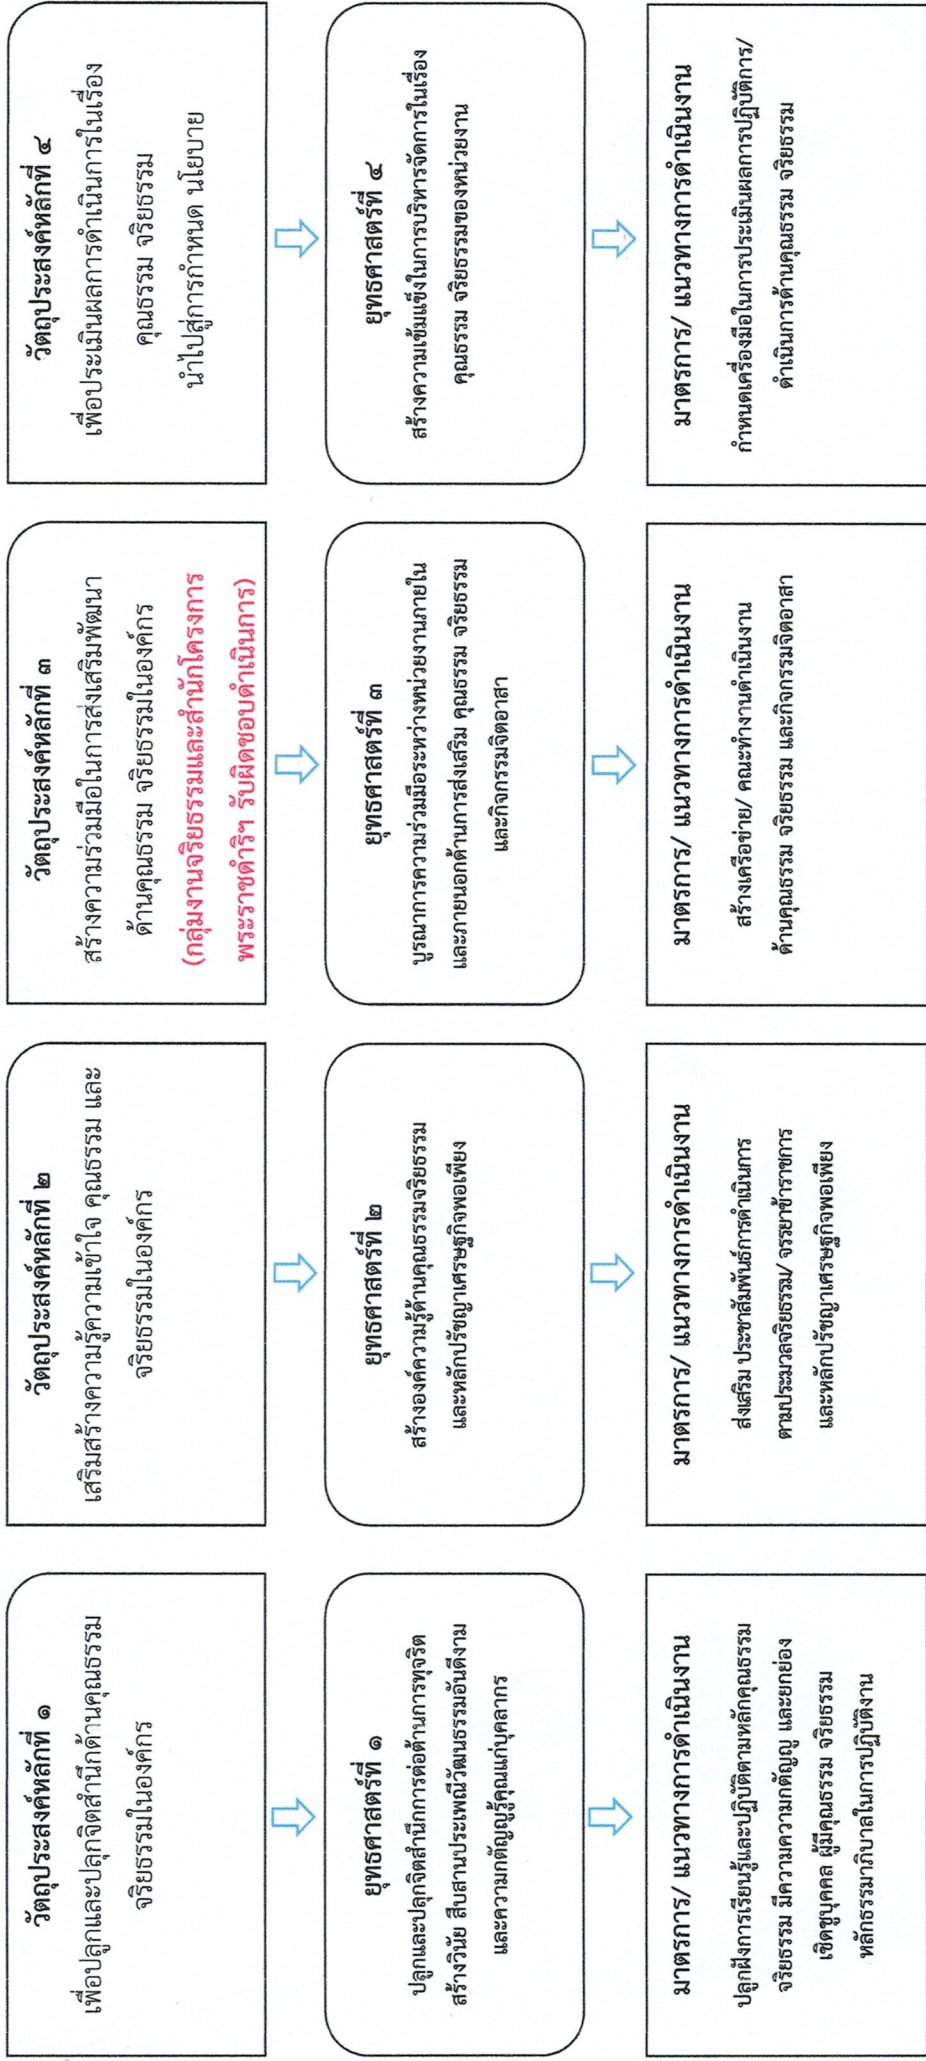 วัตถุประสงค์หลักที่ ๑
เพื่อปลูกและปลุกจิตสำนึกด้านคุณธรรม
จริยธรรมในองค์กร
วัตถุประสงค์หลักที่ ๒
เสริมสร้างความรู้ความเข้าใจ คุณธรรม และ
จริยธรรมในองค์กร
วัตถุประสงค์หลักที่ ๓
สร้างความร่วมมือในการส่งเสริมพัฒนา
ด้านคุณธรรม จริยธรรมในองค์กร
(กลุ่มงานจริยธรรมและสำนักโครงการ
พระราชดำริฯ รับผิดชอบดำเนินการ)
วัตถุประสงค์หลักที่ ๔
เพื่อประเมินผลการดำเนินการในเรื่อง
คุณธรรม จริยธรรม
นำไปสู่การกำหนด นโยบาย
ยุทธศาสตร์ที่ ๑
ปลูกและปลุกจิตสำนึกการต่อต้านการทุจริต
สร้างวินัย สืบสานประเพณีวัฒนธรรมอันดีงาม
และความกตัญญูรู้คุณแก่บุคลากร
ยุทธศาสตร์ที่ ๒
สร้างองค์ความรู้ด้านคุณธรรมจริยธรรม
และหลักปรัชญาเศรษฐกิจพอเพียง
ยุทธศาสตร์ที่ ๓
บูรณาการความร่วมมือระหว่างหน่วยงานภายใน
และภายนอกด้านการส่งเสริม คุณธรรม จริยธรรม
และกิจกรรมจิตอาสา
ยุทธศาสตร์ที่ ๔
สร้างความเข้มแข็งในการบริหารจัดการในเรื่อง
คุณธรรม จริยธรรมของหน่วยงาน
มาตรการ/ แนวทางการดำเนินงาน
ปลูกฝังการเรียนรู้และปฏิบัติตามหลักคุณธรรม
จริยธรรม มีความความกตัญญู และยกย่อง
เชิดชูบุคคล ผู้มีคุณธรรม จริยธรรม
หลักธรรมาภิบาลในการปฏิบัติงาน
มาตรการ/ แนวทางการดำเนินงาน
ส่งเสริม ประชาสัมพันธ์การดำเนินการ
ตามประมวลจริยธรรม/ จรรยาข้าราชการ
และหลักปรัชญาเศรษฐกิจพอเพียง
มาตรการ/ แนวทางการดำเนินงาน
สร้างเครือข่าย/ คณะทำงานดำเนินงาน
ด้านคุณธรรม จริยธรรม และกิจกรรมจิตอาสา
มาตรการ/ แนวทางการดำเนินงาน
กำหนดเครื่องมือในการประเมินผลการปฏิบัติการ/
ดำเนินการด้านคุณธรรม จริยธรรม